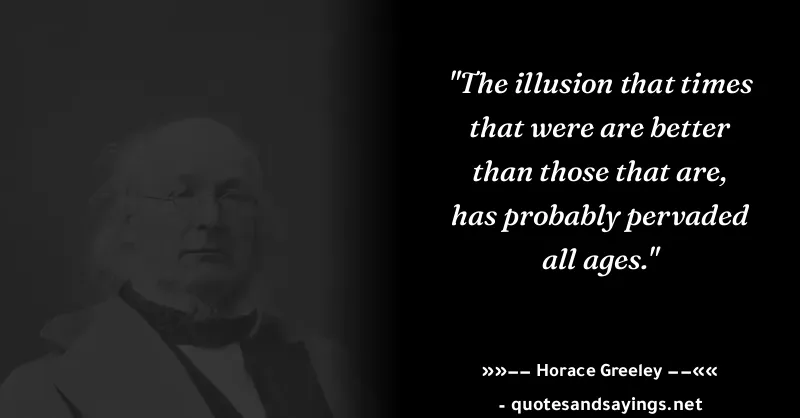 "The illusion that times
that were are better
than those that are,
has probably pervaded
all ages."
»»–– Horace Greeley ––««
- quotesandsayings.net